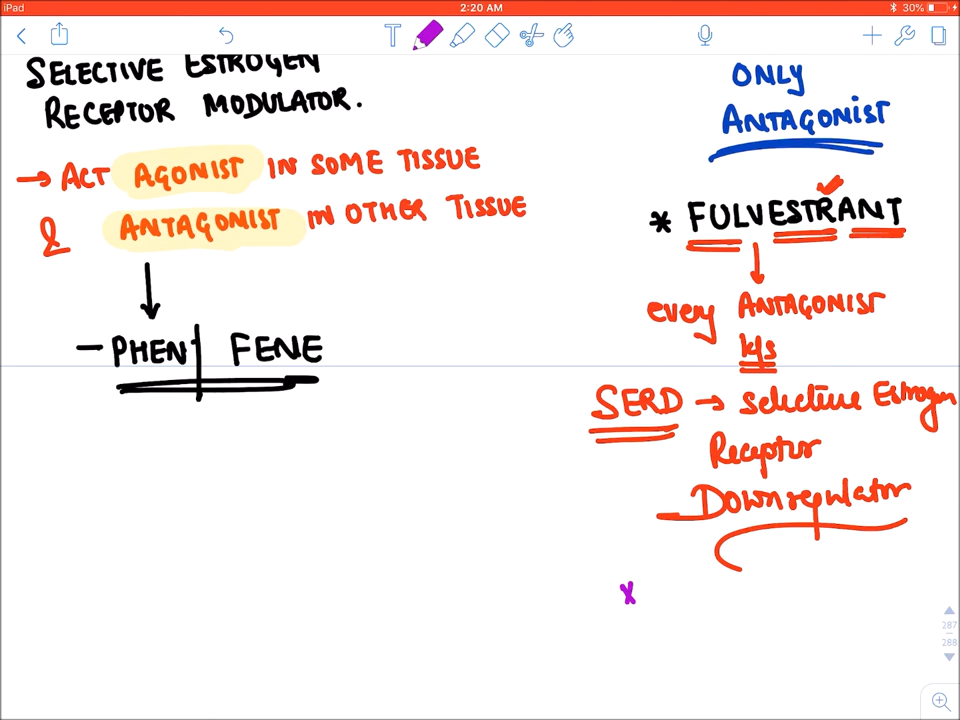 iPad
2:20 AM
30%
T
SELECTIVE ESTROGEN
RECEPTOR MODULATOR.
→ ACT AGONIST IN SOME TISSUE
& ANTAGONIST IN OTHER TISSUE
- PHEN | FENE
ONLY
ANTAGONIST
* FULVESTRANT
every ANTAGONIST
k/s
SERD → Selective Estrogen
Receptor
- Downregulator
x
287
288